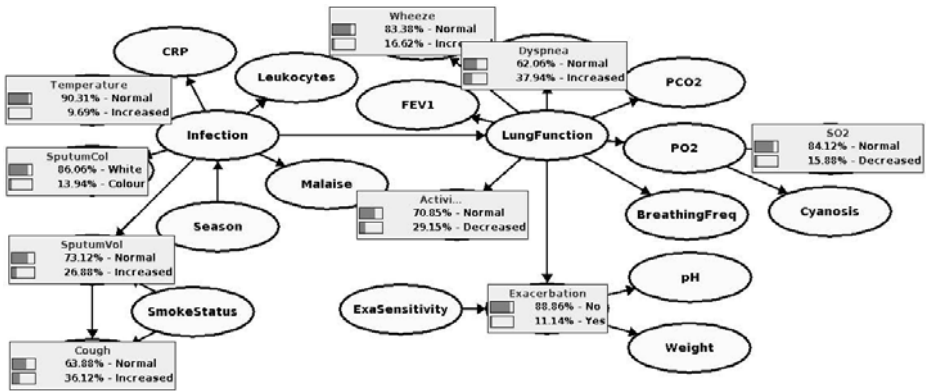 Wheeze
83.38% - Normal
16.62% - Incre
CRP
Dyspnea
62.06% - Normal
37.94% - Increased
Leukocytes
PCO2
Temperature
90.31% - Normal
9.69% - Increased
FEV1
Infection
LungFunction
PO2
SO2
84.12% - Normal
15.88% - Decreased
SputumCol
86.06% - White
13.94% - Colour
Malaise
Activi...
70.85% - Normal
29.15% - Decreased
BreathingFreq
Cyanosis
Season
SputumVol
73.12% - Normal
26.88% - Increased
pH
Exacerbation
88.86% - No
11.14% - Yes
ExaSensitivity
SmokeStatus
Weight
Cough
63.88% - Normal
36.12% - Increased